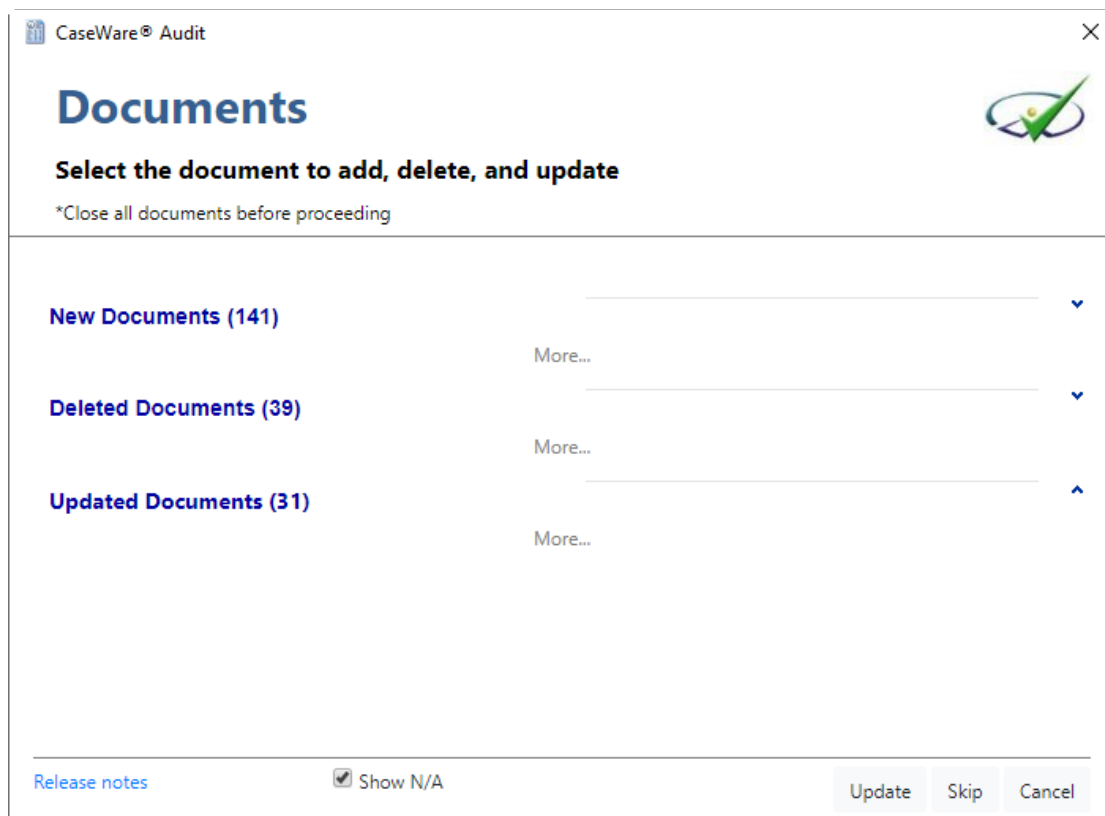 CaseWare® Audit
Documents
Select the document to add, delete, and update
*Close all documents before proceeding
New Documents (141)
More...
Deleted Documents (39)
More...
Updated Documents (31)
More...
Release notes
Show N/A
Update
Skip
Cancel